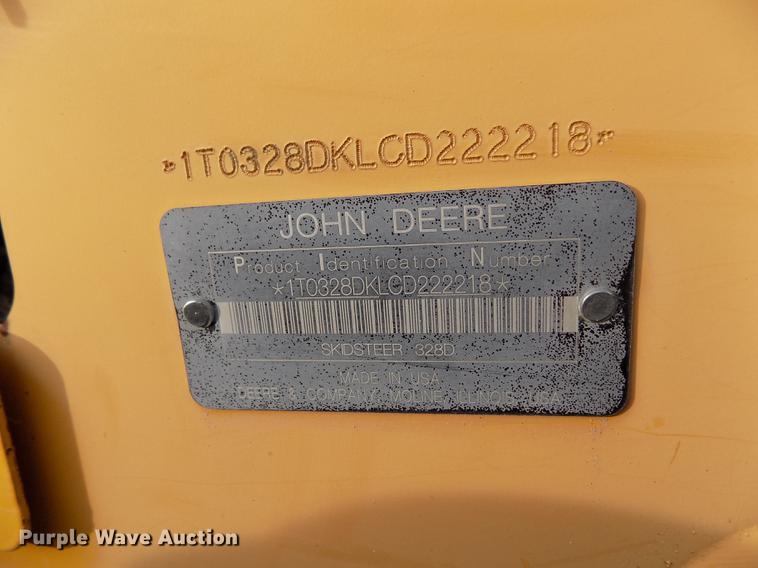 *1T0328DKLCD222218*
JOHN DEERE
Product Identification Number
*1T0328DKLCD222218*
SKIDSTEER 328D
MADE IN USA
DEERE & COMPANY MOLINE, ILLINOIS, USA
Purple Wave Auction